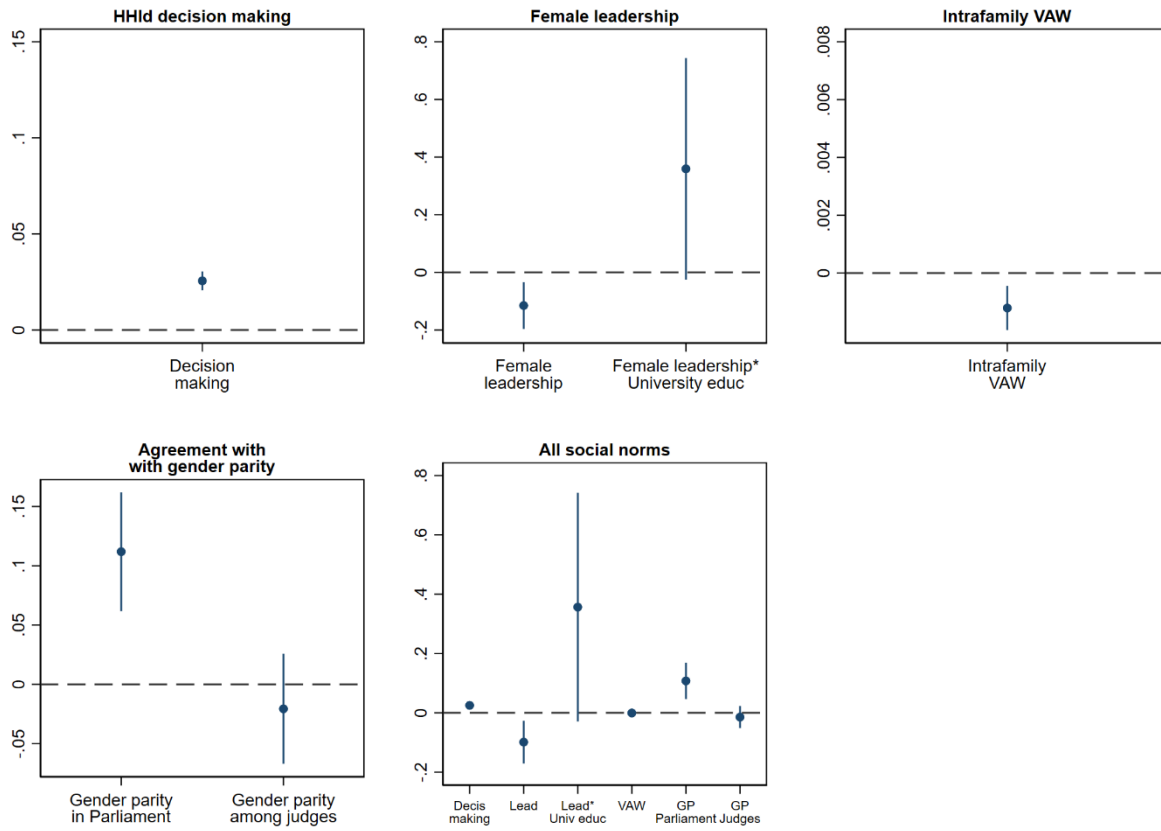 HHld decision making
.15
.1
.05
0
Decision
making
Female leadership
.8
.6
.4
.2
0
-.2
Female
leadership
Female leadership*
University educ
Intrafamily VAW
.008
.006
.004
.002
0
Intrafamily
VAW
Agreement with
with gender parity
.15
.1
.05
0
-.05
Gender parity
in Parliament
Gender parity
among judges
All social norms
.8
.6
.4
.2
0
-.2
Decis
making
Lead
Lead*
Univ educ
VAW
GP
Parliament
GP
Judges